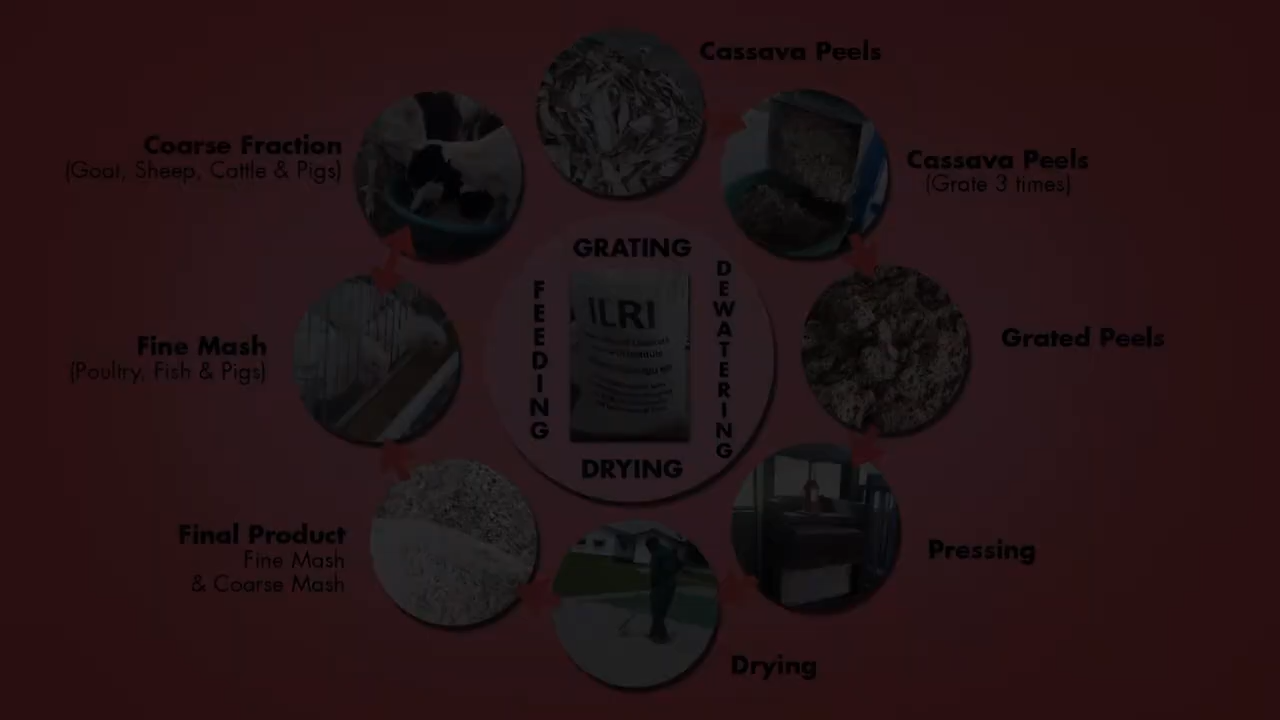 Cassava Peels
Cassava Peels
(Grate 3 times)
Grated Peels
Pressing
Drying
Final Product
Fine Mash
& Coarse Mash
Fine Mash
(Poultry, Fish & Pigs)
Coarse Fraction
(Goat, Sheep, Cattle & Pigs)
GRATING
DEWATERING
DRYING
FEEDING
ILRI